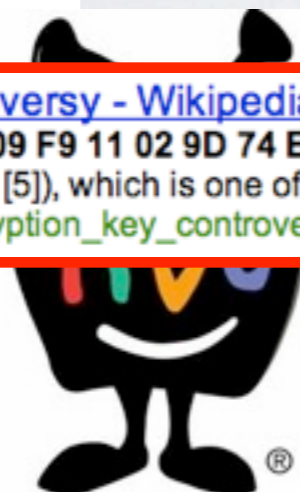 versy - Wikipedia
09 F9 11 02 9D 74 E
[5]), which is one of
yption_key_controve
®